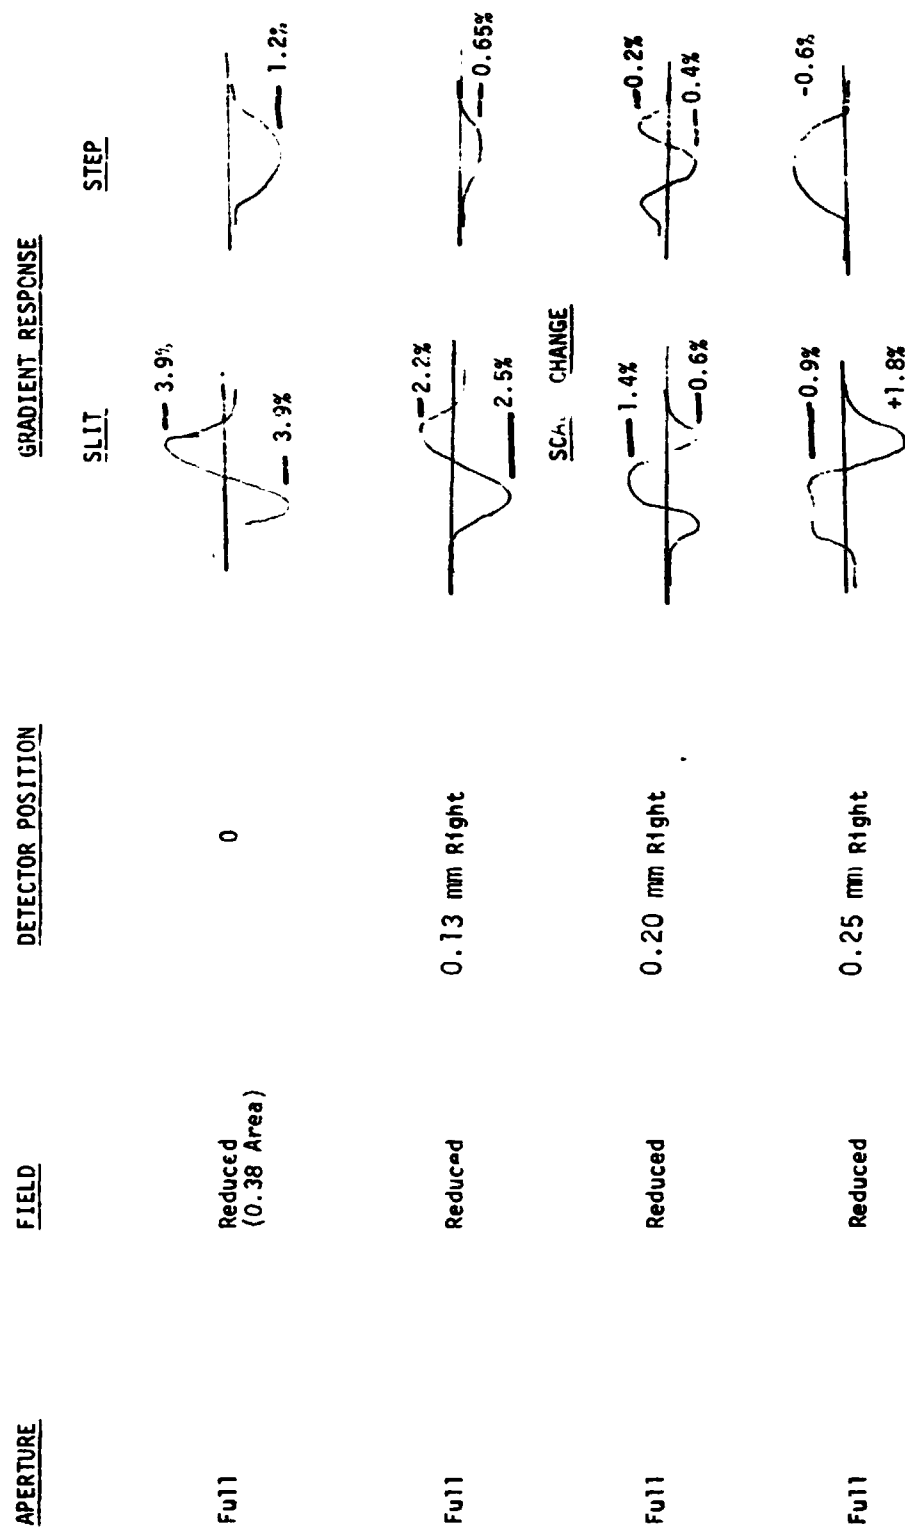 APERTURE FIELD DETECTOR POSITION GRADIENT RESPONSE
SLIT STEP
Full Reduced 0 3.9% 1.2%
(0.38 Area) 3.9%
Full Reduced 0.13 mm Right 2.2% 0.65%
2.5%
CHANGE
Full Reduced 0.20 mm Right 1.4% 0.2%
0.6% 0.4%
Full Reduced 0.25 mm Right 0.9% -0.6%
+1.8%